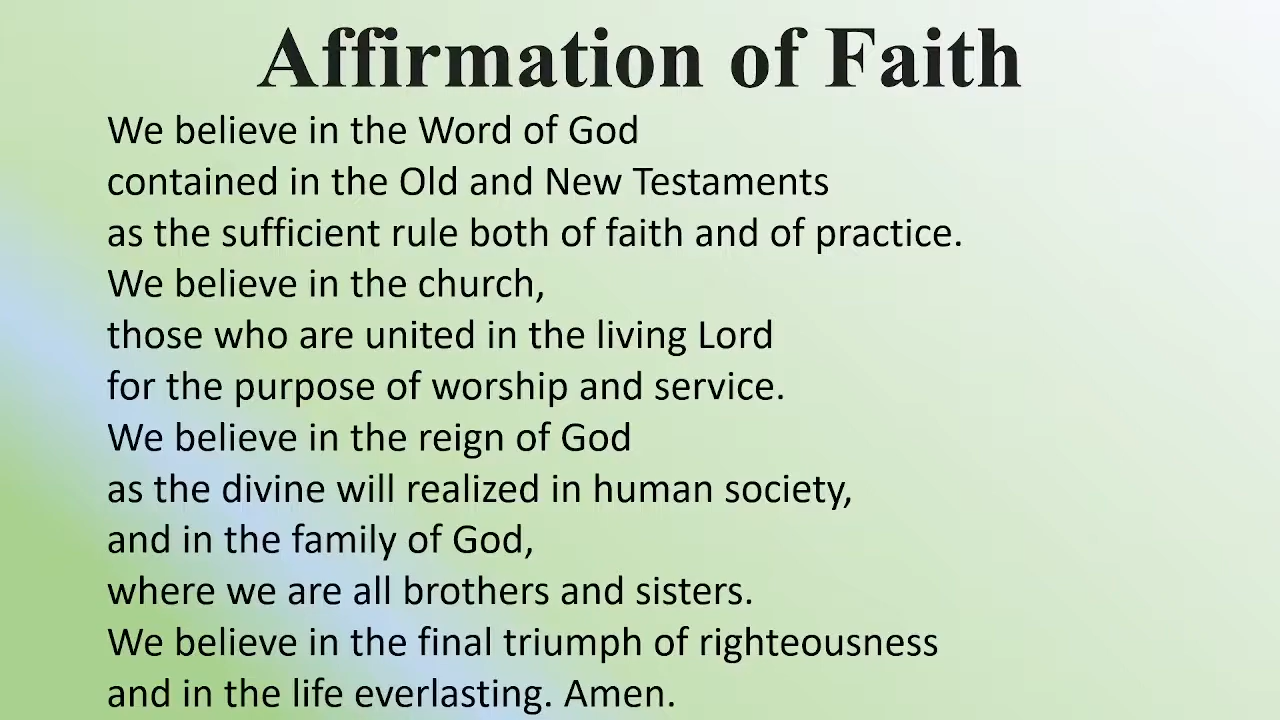 Affirmation of Faith
We believe in the Word of God
contained in the Old and New Testaments
as the sufficient rule both of faith and of practice.
We believe in the church,
those who are united in the living Lord
for the purpose of worship and service.
We believe in the reign of God
as the divine will realized in human society,
and in the family of God,
where we are all brothers and sisters.
We believe in the final triumph of righteousness
and in the life everlasting. Amen.